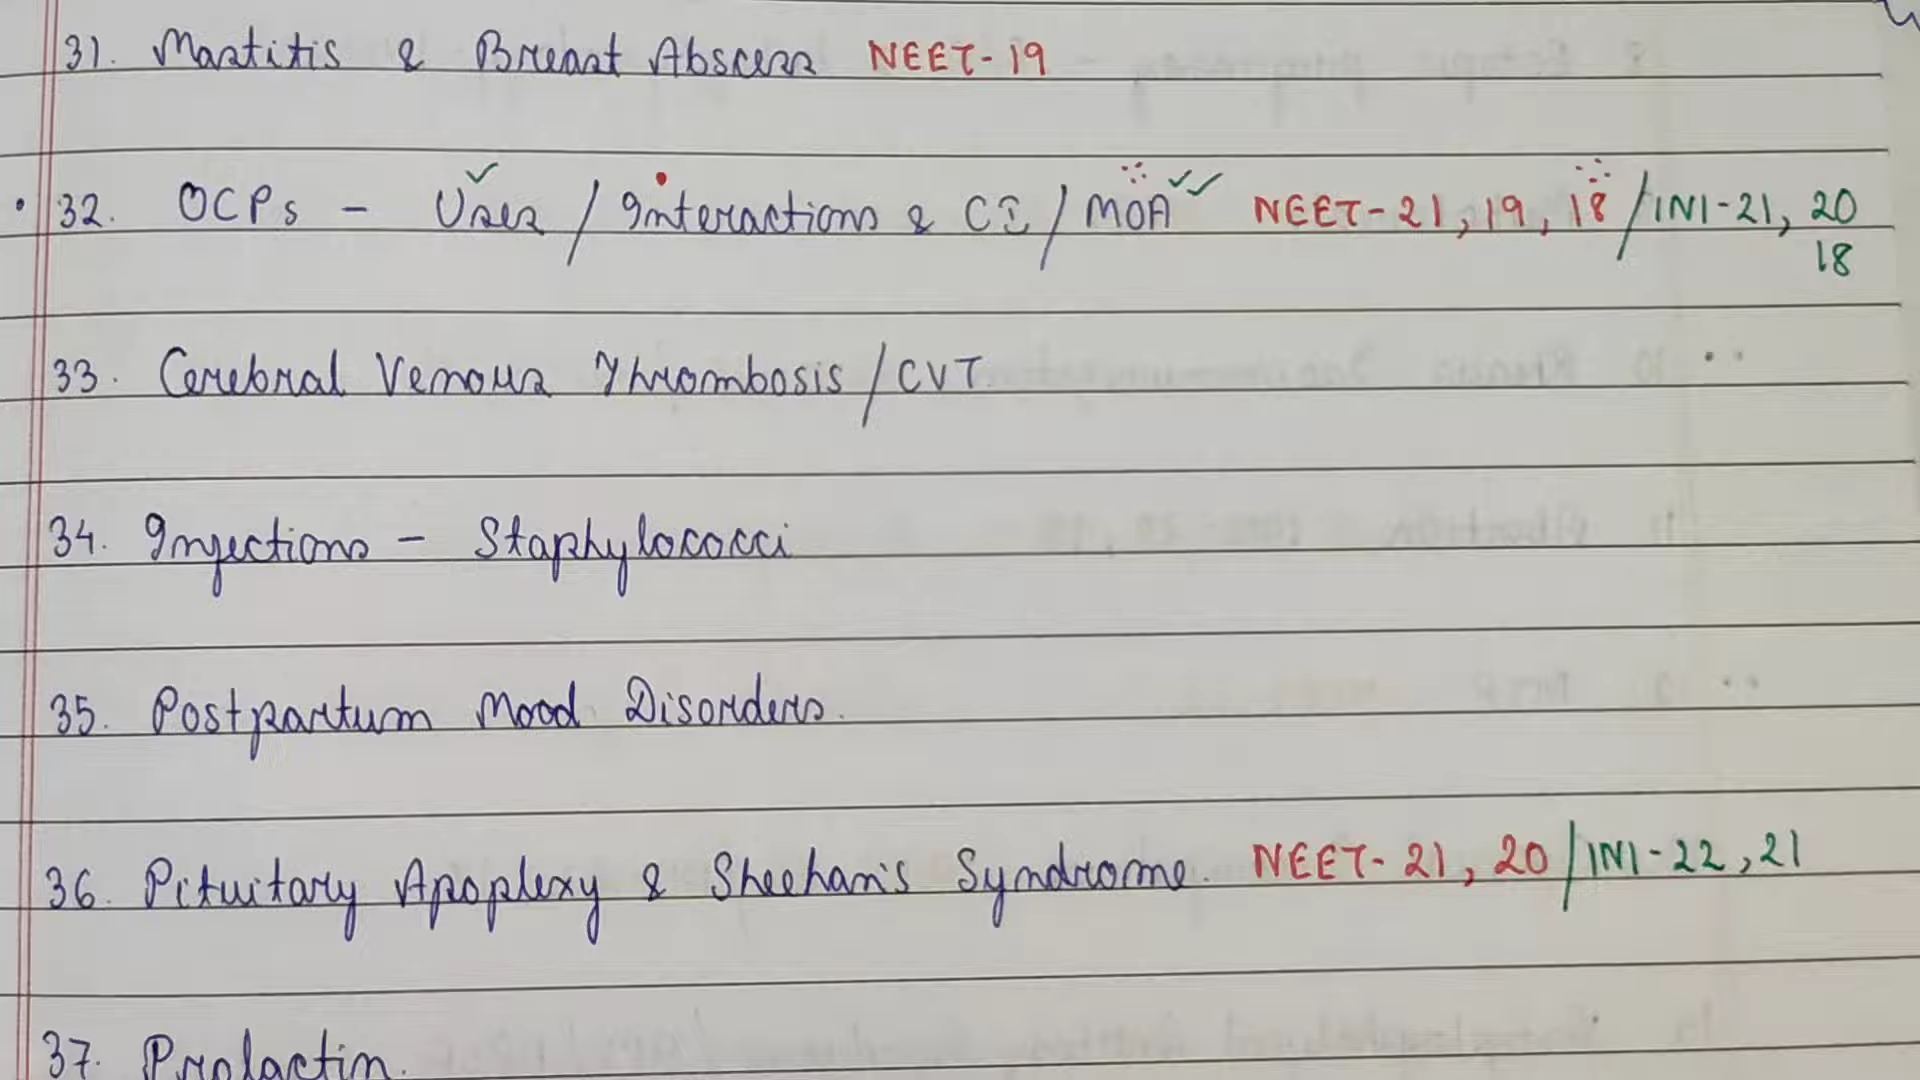 31. Mastitis & Breast Abscess NEET-19
32. OCPs - Uses / Interactions & CI / MOA NEET-21, 19, 18 / INI-21, 20
18
33. Cerebral Venous Thrombosis / CVT
34. Infections - Staphylococci
35. Postpartum Mood Disorders.
36. Pituitary Apoplexy & Sheehan's Syndrome. NEET-21, 20 / INI-22, 21
37. Prolactin.